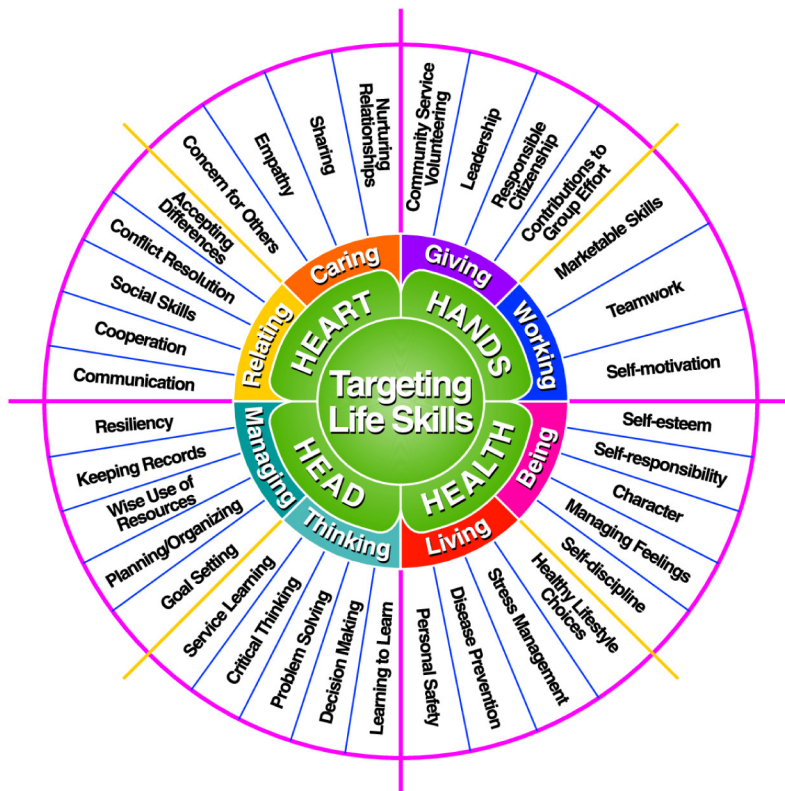 Targeting
Life Skills
HEART
HANDS
HEALTH
HEAD
Caring
Giving
Working
Being
Living
Thinking
Managing
Relating
Community Service
Volunteering
Leadership
Responsible
Citizenship
Contributions to
Group Effort
Marketable Skills
Teamwork
Self-motivation
Self-esteem
Self-responsibility
Character
Managing Feelings
Self-discipline
Healthy Lifestyle
Choices
Stress Management
Disease Prevention
Personal Safety
Learning to Learn
Decision Making
Problem Solving
Critical Thinking
Service Learning
Goal Setting
Planning/Organizing
Wise Use of
Resources
Keeping Records
Resiliency
Communication
Cooperation
Social Skills
Conflict Resolution
Accepting
Differences
Concern for Others
Empathy
Sharing
Nurturing
Relationships